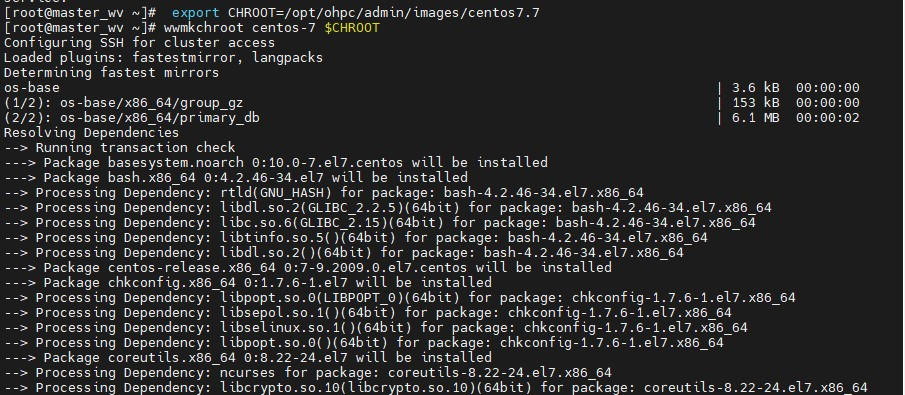 service.
[root@master_wv ~]#  export CHROOT=/opt/ohpc/admin/images/centos7.7
[root@master_wv ~]# wwmkchroot centos-7 $CHROOT
Configuring SSH for cluster access
Loaded plugins: fastestmirror, langpacks
Determining fastest mirrors
os-base | 3.6 kB  00:00:00
(1/2): os-base/x86_64/group_gz | 153 kB  00:00:00
(2/2): os-base/x86_64/primary_db | 6.1 MB  00:00:02
Resolving Dependencies
--> Running transaction check
---> Package basesystem.noarch 0:10.0-7.el7.centos will be installed
---> Package bash.x86_64 0:4.2.46-34.el7 will be installed
--> Processing Dependency: rtld(GNU_HASH) for package: bash-4.2.46-34.el7.x86_64
--> Processing Dependency: libdl.so.2(GLIBC_2.2.5)(64bit) for package: bash-4.2.46-34.el7.x86_64
--> Processing Dependency: libc.so.6(GLIBC_2.15)(64bit) for package: bash-4.2.46-34.el7.x86_64
--> Processing Dependency: libtinfo.so.5()(64bit) for package: bash-4.2.46-34.el7.x86_64
--> Processing Dependency: libdl.so.2()(64bit) for package: bash-4.2.46-34.el7.x86_64
---> Package centos-release.x86_64 0:7-9.2009.0.el7.centos will be installed
---> Package chkconfig.x86_64 0:1.7.6-1.el7 will be installed
--> Processing Dependency: libpopt.so.0(LIBPOPT_0)(64bit) for package: chkconfig-1.7.6-1.el7.x86_64
--> Processing Dependency: libsepol.so.1()(64bit) for package: chkconfig-1.7.6-1.el7.x86_64
--> Processing Dependency: libselinux.so.1()(64bit) for package: chkconfig-1.7.6-1.el7.x86_64
--> Processing Dependency: libpopt.so.0()(64bit) for package: chkconfig-1.7.6-1.el7.x86_64
---> Package coreutils.x86_64 0:8.22-24.el7 will be installed
--> Processing Dependency: ncurses for package: coreutils-8.22-24.el7.x86_64
--> Processing Dependency: libcrypto.so.10(libcrypto.so.10)(64bit) for package: coreutils-8.22-24.el7.x86_64